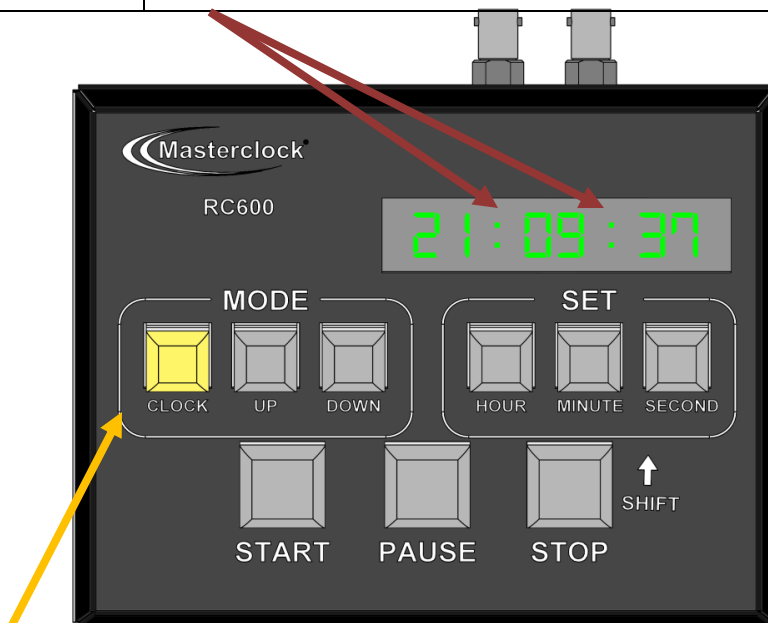 Masterclock
RC600
21:09:37
MODE
SET
CLOCK UP DOWN
HOUR MINUTE SECOND
SHIFT
START PAUSE STOP